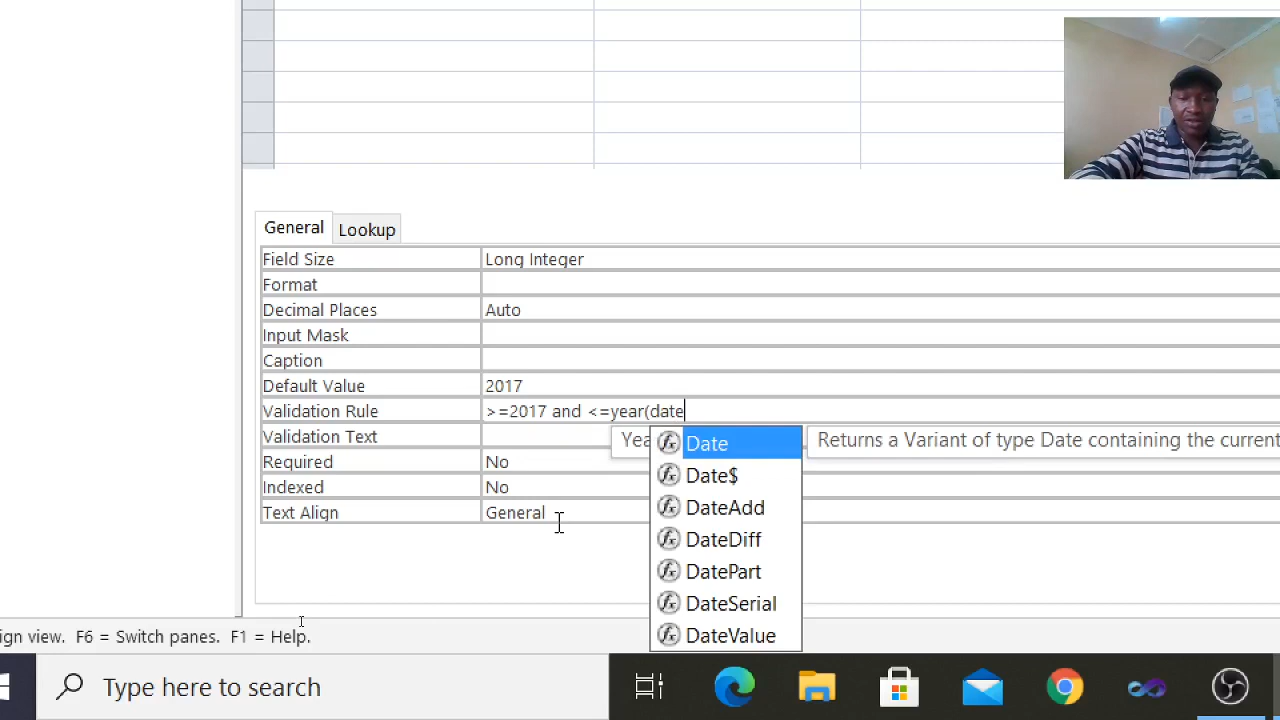 General Lookup
Field Size Long Integer
Format
Decimal Places Auto
Input Mask
Caption
Default Value 2017
Validation Rule >=2017 and <=year(date
Validation Text Yea
Date Returns a Variant of type Date containing the current
Date$
Required No
Indexed No
DateAdd
Text Align General
DateDiff
DatePart
DateSerial
DateValue
ign view. F6 = Switch panes. F1 = Help.
Type here to search